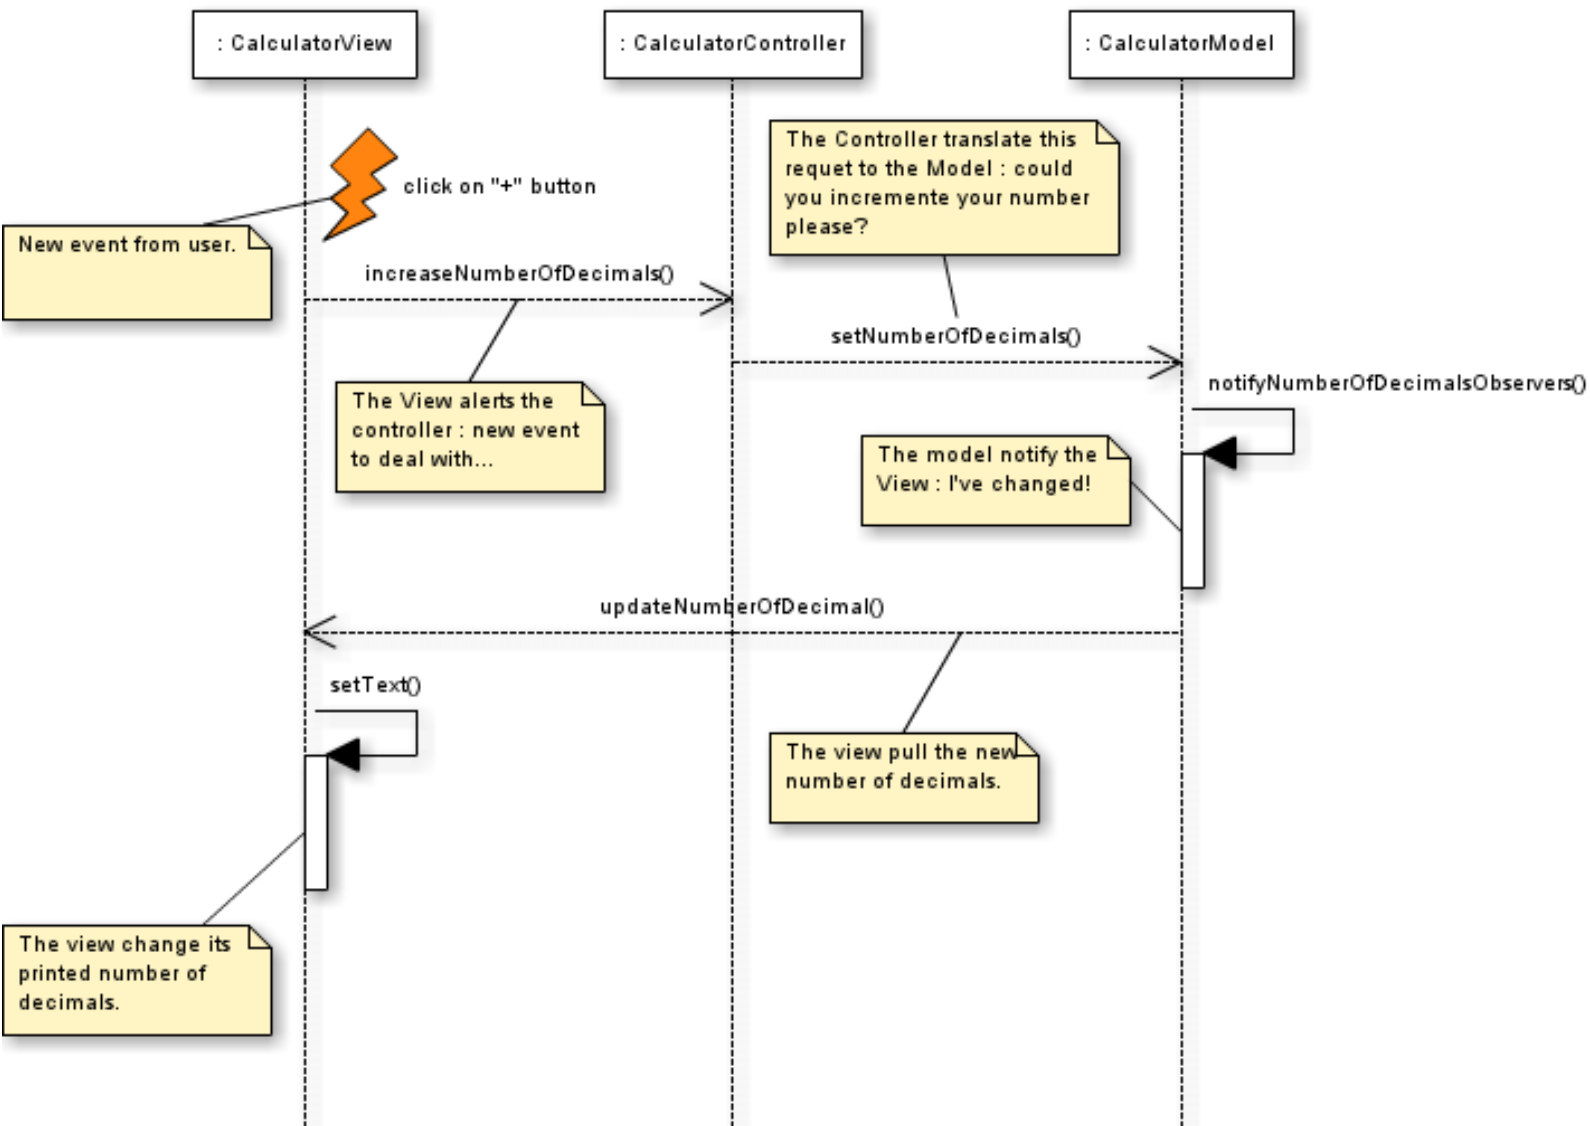 : CalculatorView
: CalculatorController
: CalculatorModel
The Controller translate this
requet to the Model : could
you incremente your number
please?
click on "+" button
New event from user.
increaseNumberOfDecimals()
setNumberOfDecimals()
notifyNumberOfDecimalsObservers()
The View alerts the
controller : new event
to deal with...
The model notify the
View : I've changed!
updateNumberOfDecimal()
setText()
The view pull the new
number of decimals.
The view change its
printed number of
decimals.